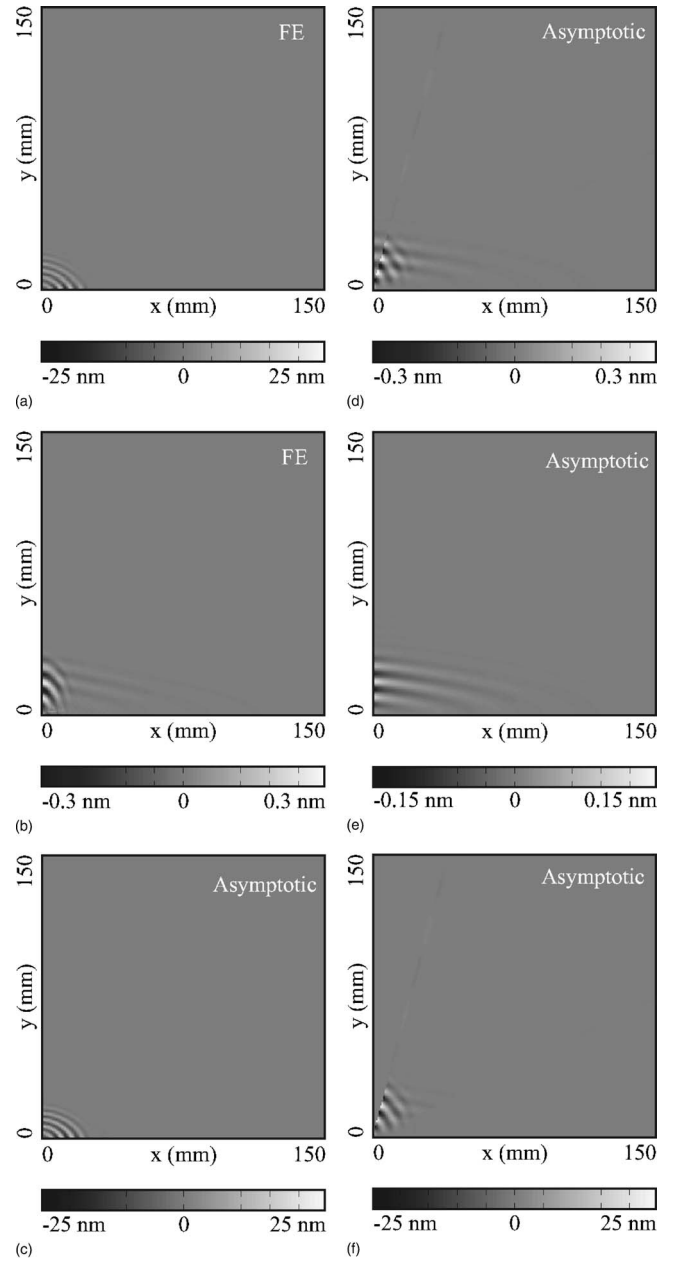 150
FE
y (mm)
0
0
x (mm)
150
-25 nm
0
25 nm
(a)
150
Asymptotic
y (mm)
0
0
x (mm)
150
-0.3 nm
0
0.3 nm
(d)
150
FE
y (mm)
0
0
x (mm)
150
-0.3 nm
0
0.3 nm
(b)
150
Asymptotic
y (mm)
0
0
x (mm)
150
-0.15 nm
0
0.15 nm
(e)
150
Asymptotic
y (mm)
0
0
x (mm)
150
-25 nm
0
25 nm
(c)
150
Asymptotic
y (mm)
0
0
x (mm)
150
-25 nm
0
25 nm
(f)